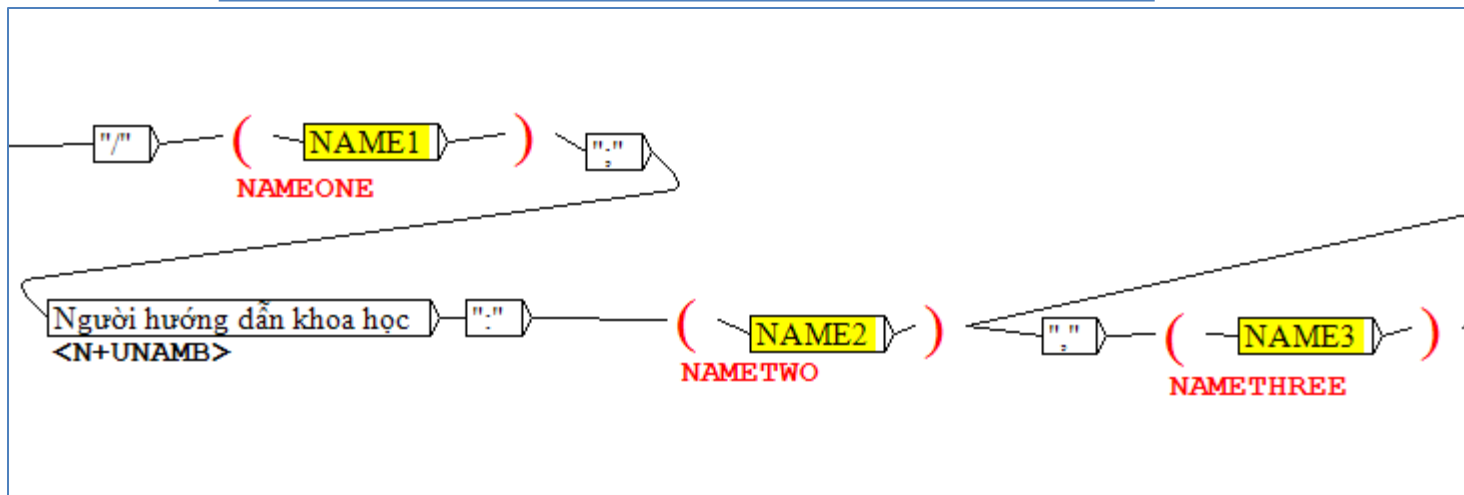 "/" ( NAME1 ) ";"
NAMEONE
Người hướng dẫn khoa học ":" ( NAME2 ) "," ( NAME3 )
<N+UNAMB> NAMETWO NAMETHREE